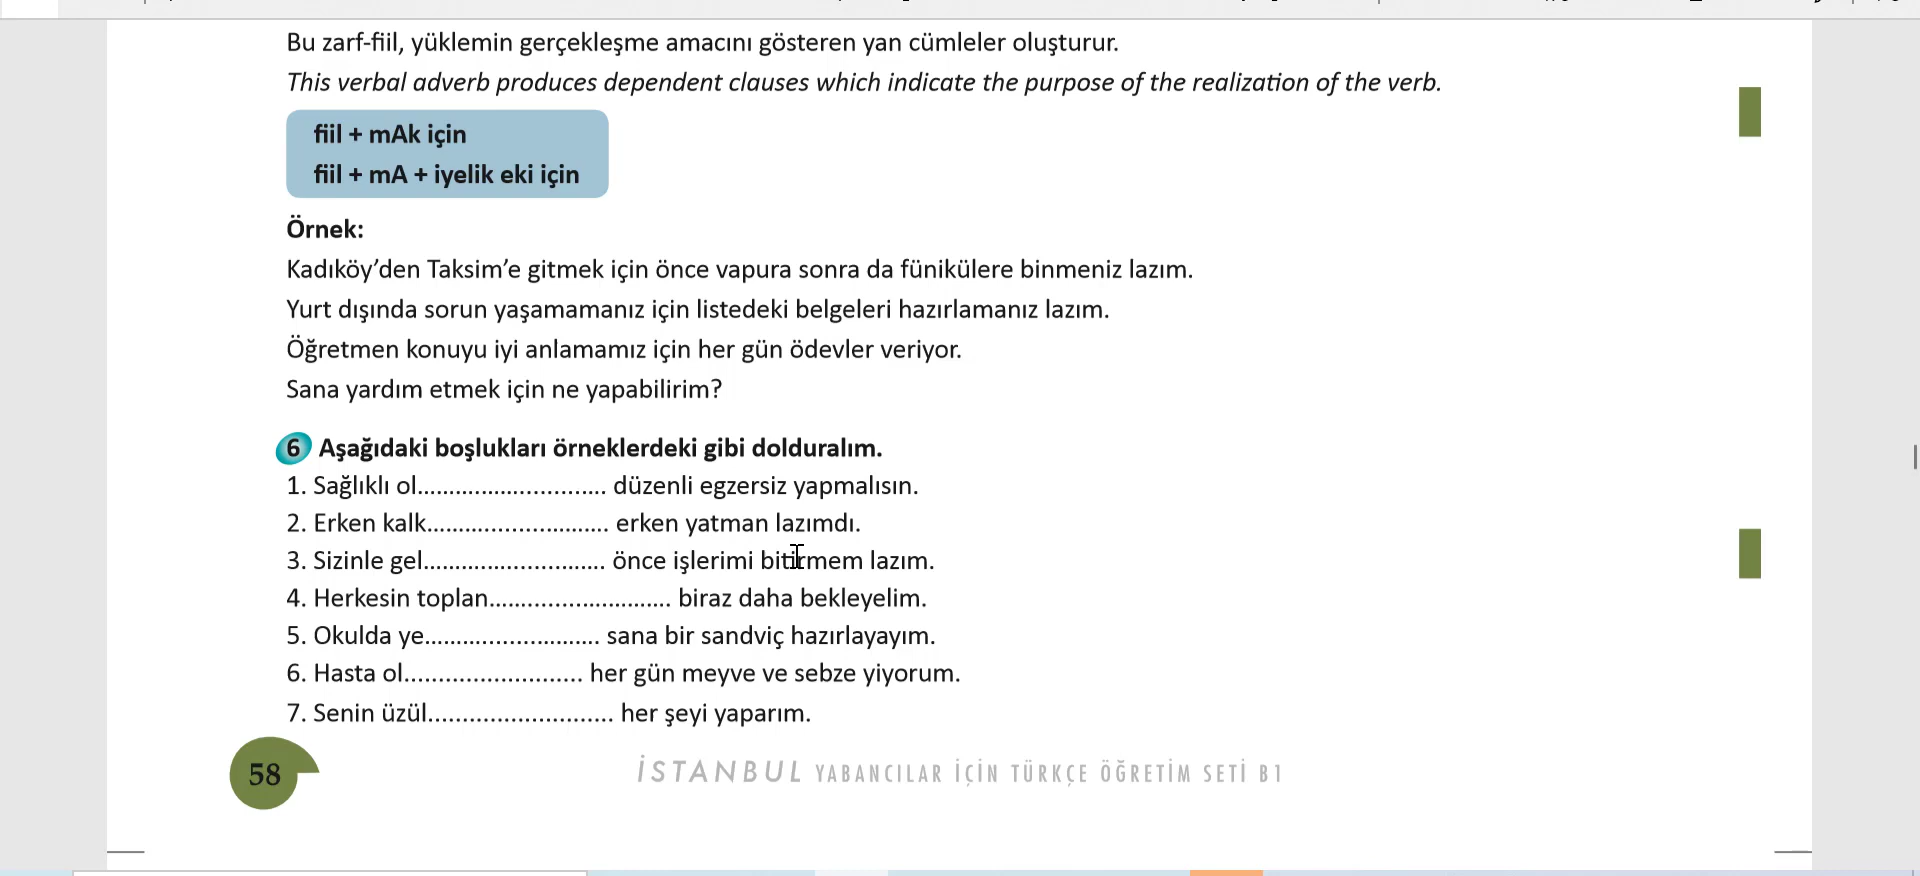 Bu zarf-fiil, yüklemin gerçekleşme amacını gösteren yan cümleler oluşturur.
This verbal adverb produces dependent clauses which indicate the purpose of the realization of the verb.
fiil + mAk için
fiil + mA + iyelik eki için
Örnek:
Kadıköy’den Taksim’e gitmek için önce vapura sonra da fünikülere binmeniz lazım.
Yurt dışında sorun yaşamamanız için listedeki belgeleri hazırlamanız lazım.
Öğretmen konuyu iyi anlamamız için her gün ödevler veriyor.
Sana yardım etmek için ne yapabilirim?
6 Aşağıdaki boşlukları örneklerdeki gibi dolduralım.
1. Sağlıklı ol.............................. düzenli egzersiz yapmalısın.
2. Erken kalk............................. erken yatman lazımdı.
3. Sizinle gel............................. önce işlerimi bitirmem lazım.
4. Herkesin toplan............................. biraz daha bekleyelim.
5. Okulda ye............................ sana bir sandviç hazırlayayım.
6. Hasta ol.......................... her gün meyve ve sebze yiyorum.
7. Senin üzül........................... her şeyi yaparım.
58
İSTANBUL YABANCILAR İÇİN TÜRKÇE ÖĞRETİM SETİ B1